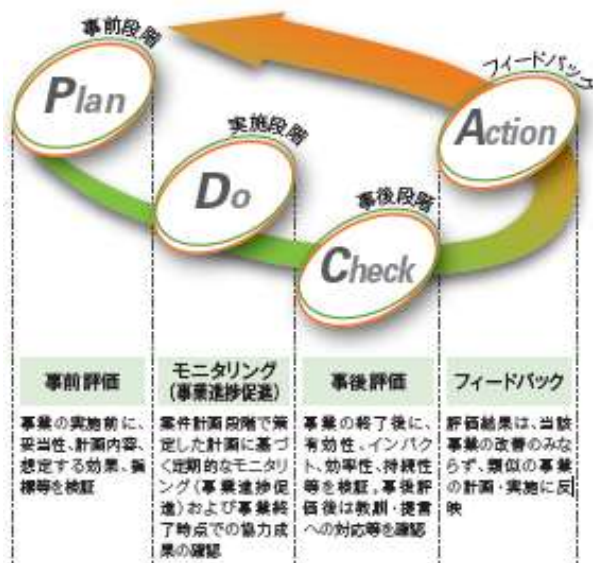 事前段階
Plan
実施段階
Do
事後段階
Check
フィードバック
Action
事前評価
事業の実施前に、
妥当性、計画内容、
想定する効果、指
標等を検証
モニタリング
(事業進捗促進)
案件計画段階で策
定した計画に基づ
く定期的なモニタリ
ング(事業進捗促
進)および事業終
了時点での協力成
果の確認
事後評価
事業の終了後に、
有効性、インパク
ト、効率性、持続性
等を検証。事後評
価後は教訓・提言
への対応等を確認
フィードバック
評価結果は、当該
事業の改善のみな
らず、類似の事業
の計画・実施に反
映